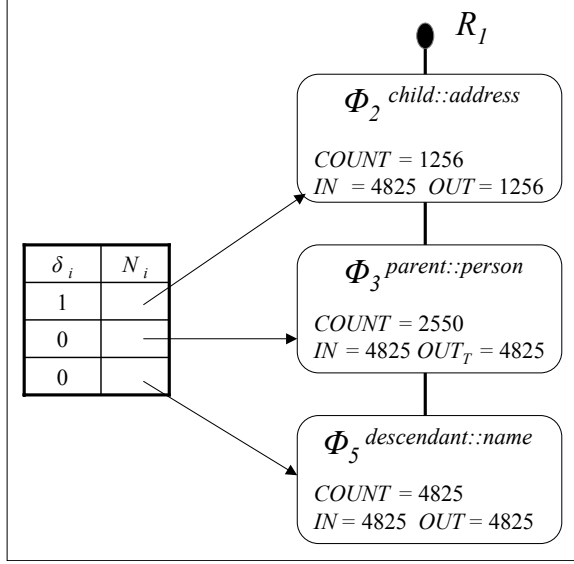 R1
Φ2 child::address
COUNT = 1256
IN = 4825 OUT = 1256
δi Ni
1
0
0
Φ3 parent::person
COUNT = 2550
IN = 4825 OUTT = 4825
Φ5 descendant::name
COUNT = 4825
IN = 4825 OUT = 4825